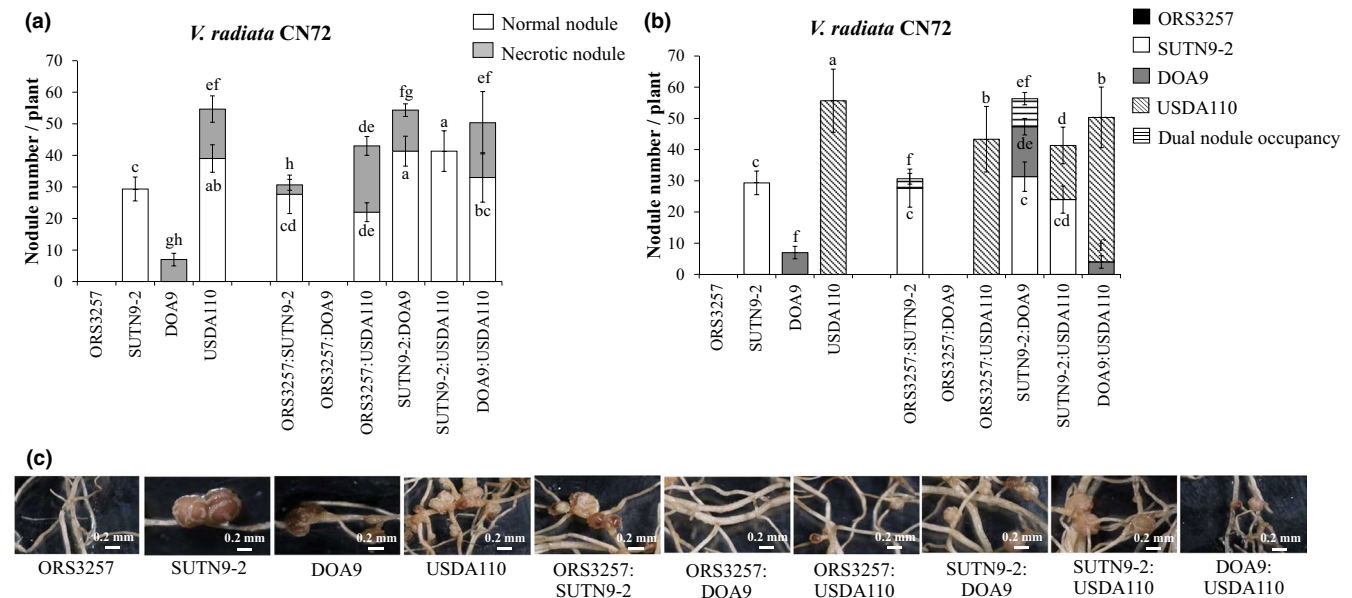 (a)
V. radiata CN72
Normal nodule
Necrotic nodule
Nodule number / plant
70
60
50
40
30
20
10
0
c
gh
ef
ab
h
cd
de
de
fg
a
a
ef
bc
ORS3257
SUTN9-2
DOA9
USDA110
ORS3257:SUTN9-2
ORS3257:DOA9
ORS3257:USDA110
SUTN9-2:DOA9
SUTN9-2:USDA110
DOA9:USDA110
(b)
V. radiata CN72
ORS3257
SUTN9-2
DOA9
USDA110
Dual nodule occupancy
Nodule number / plant
70
60
50
40
30
20
10
0
c
f
a
f
c
b
ef
de
c
d
cd
b
f
ORS3257
SUTN9-2
DOA9
USDA110
ORS3257:SUTN9-2
ORS3257:DOA9
ORS3257:USDA110
SUTN9-2:DOA9
SUTN9-2:USDA110
DOA9:USDA110
(c)
0.2 mm
0.2 mm
0.2 mm
0.2 mm
0.2 mm
0.2 mm
0.2 mm
0.2 mm
0.2 mm
0.2 mm
ORS3257
SUTN9-2
DOA9
USDA110
ORS3257:
SUTN9-2
ORS3257:
DOA9
ORS3257:
USDA110
SUTN9-2:
DOA9
SUTN9-2:
USDA110
DOA9:
USDA110